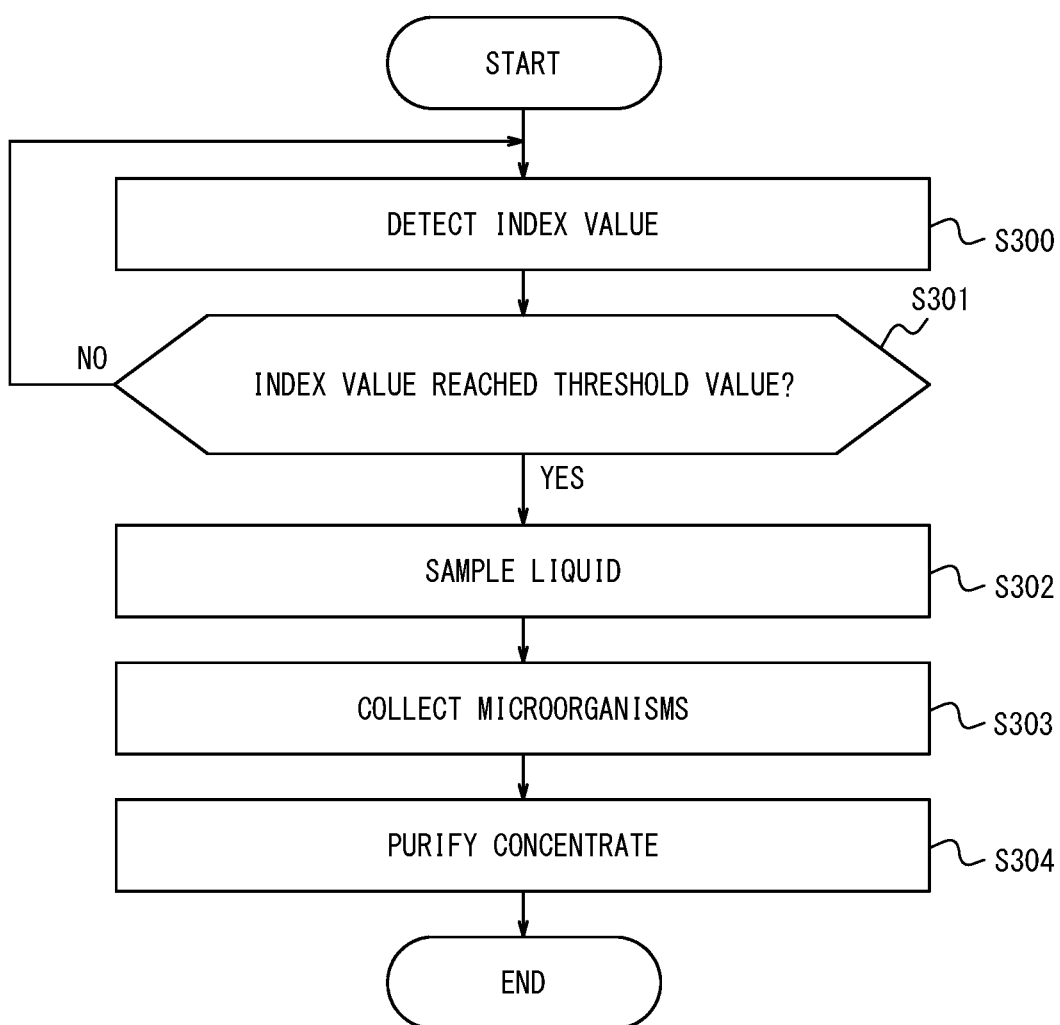 START
DETECT INDEX VALUE
S300
S301
NO
INDEX VALUE REACHED THRESHOLD VALUE?
YES
SAMPLE LIQUID
S302
COLLECT MICROORGANISMS
S303
PURIFY CONCENTRATE
S304
END